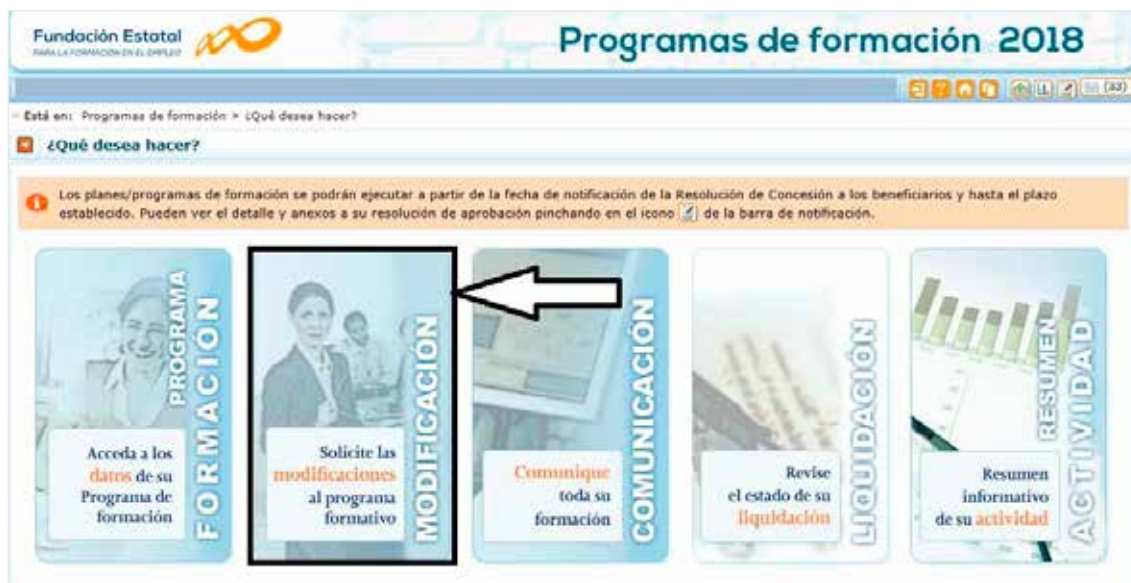 Fundación Estatal
PARA LA FORMACIÓN EN EL EMPLEO
Programas de formación 2018
(33)
Está en: Programas de formación > ¿Qué desea hacer?
¿Qué desea hacer?
Los planes/programas de formación se podrán ejecutar a partir de la fecha de notificación de la Resolución de Concesión a los beneficiarios y hasta el plazo
establecido. Pueden ver el detalle y anexos a su resolución de aprobación pinchando en el icono de la barra de notificación.
PROGRAMA
FORMACIÓN
Acceda a los
datos de su
Programa de
formación
MODIFICACIÓN
Solicite las
modificaciones
al programa
formativo
COMUNICACIÓN
Comunique
toda su
formación
LIQUIDACIÓN
Revise
el estado de su
liquidación
RESUMEN
ACTIVIDAD
Resumen
informativo
de su actividad